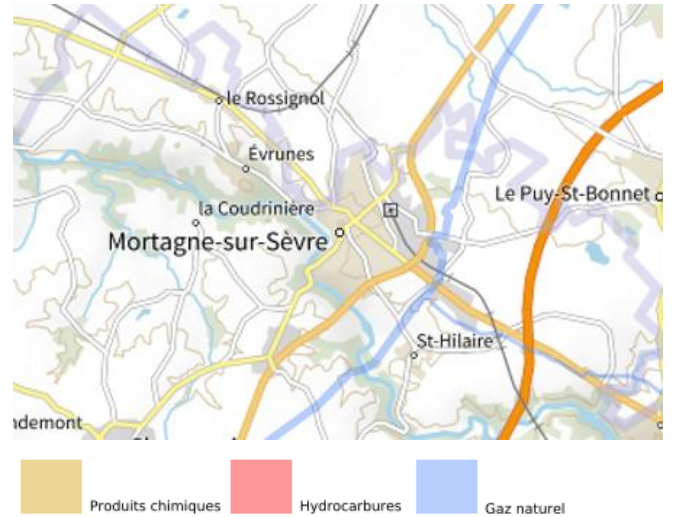 le Rossignol
Évrunes
Le Puy-St-Bonnet
la Coudrinière
Mortagne-sur-Sèvre
St-Hilaire
ndemont
Produits chimiques
Hydrocarbures
Gaz naturel